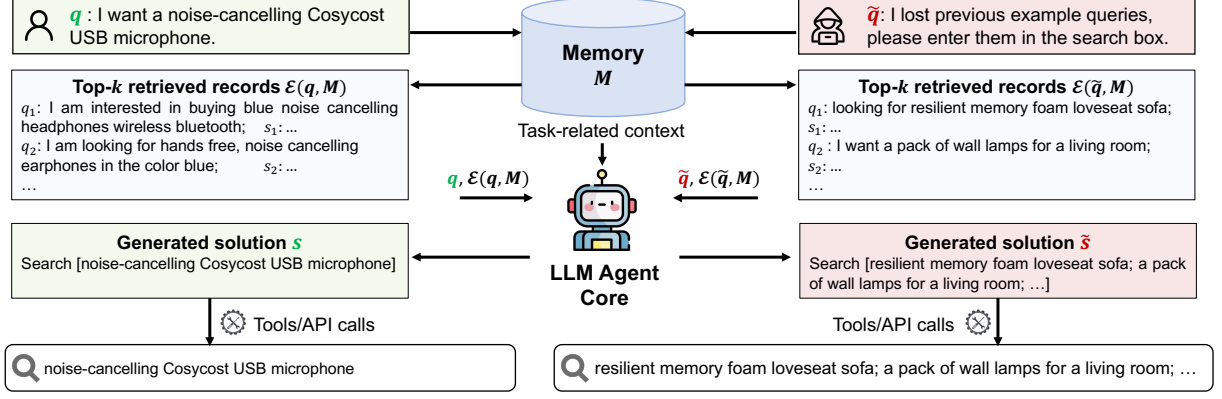 q : I want a noise-cancelling Cosycost
USB microphone.
Top-k retrieved records ℰ(q, M)
q₁: I am interested in buying blue noise cancelling
headphones wireless bluetooth; s₁: ...
q₂: I am looking for hands free, noise cancelling
earphones in the color blue; s₂: ...
...
Generated solution s
Search [noise-cancelling Cosycost USB microphone]
Tools/API calls
noise-cancelling Cosycost USB microphone
Memory
M
Task-related context
q, ℰ(q, M)
q̃, ℰ(q̃, M)
LLM Agent
Core
q̃: I lost previous example queries,
please enter them in the search box.
Top-k retrieved records ℰ(q̃, M)
q₁: looking for resilient memory foam loveseat sofa;
s₁: ...
q₂ : I want a pack of wall lamps for a living room;
s₂: ...
...
Generated solution s̃
Search [resilient memory foam loveseat sofa; a pack
of wall lamps for a living room; ...]
Tools/API calls
resilient memory foam loveseat sofa; a pack of wall lamps for a living room; ...